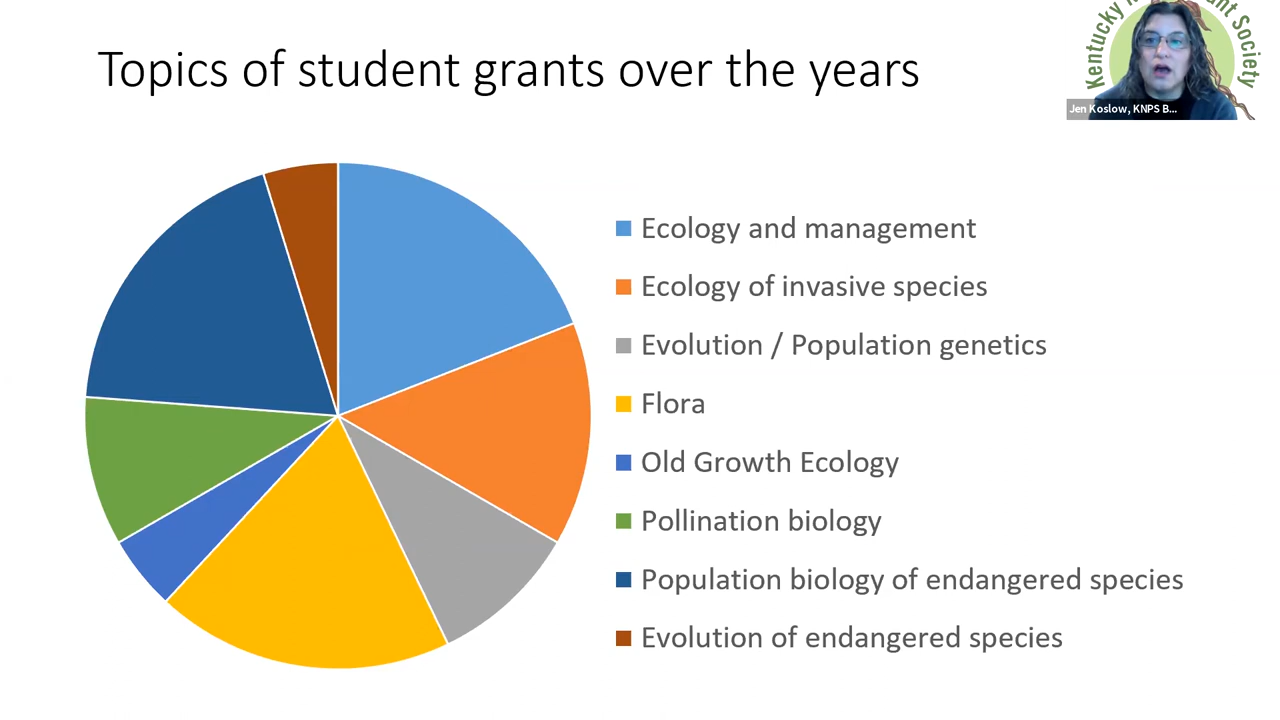 Topics of student grants over the years
Kentucky
Society
Jen Koslow, KNPS B...
Ecology and management
Ecology of invasive species
Evolution / Population genetics
Flora
Old Growth Ecology
Pollination biology
Population biology of endangered species
Evolution of endangered species